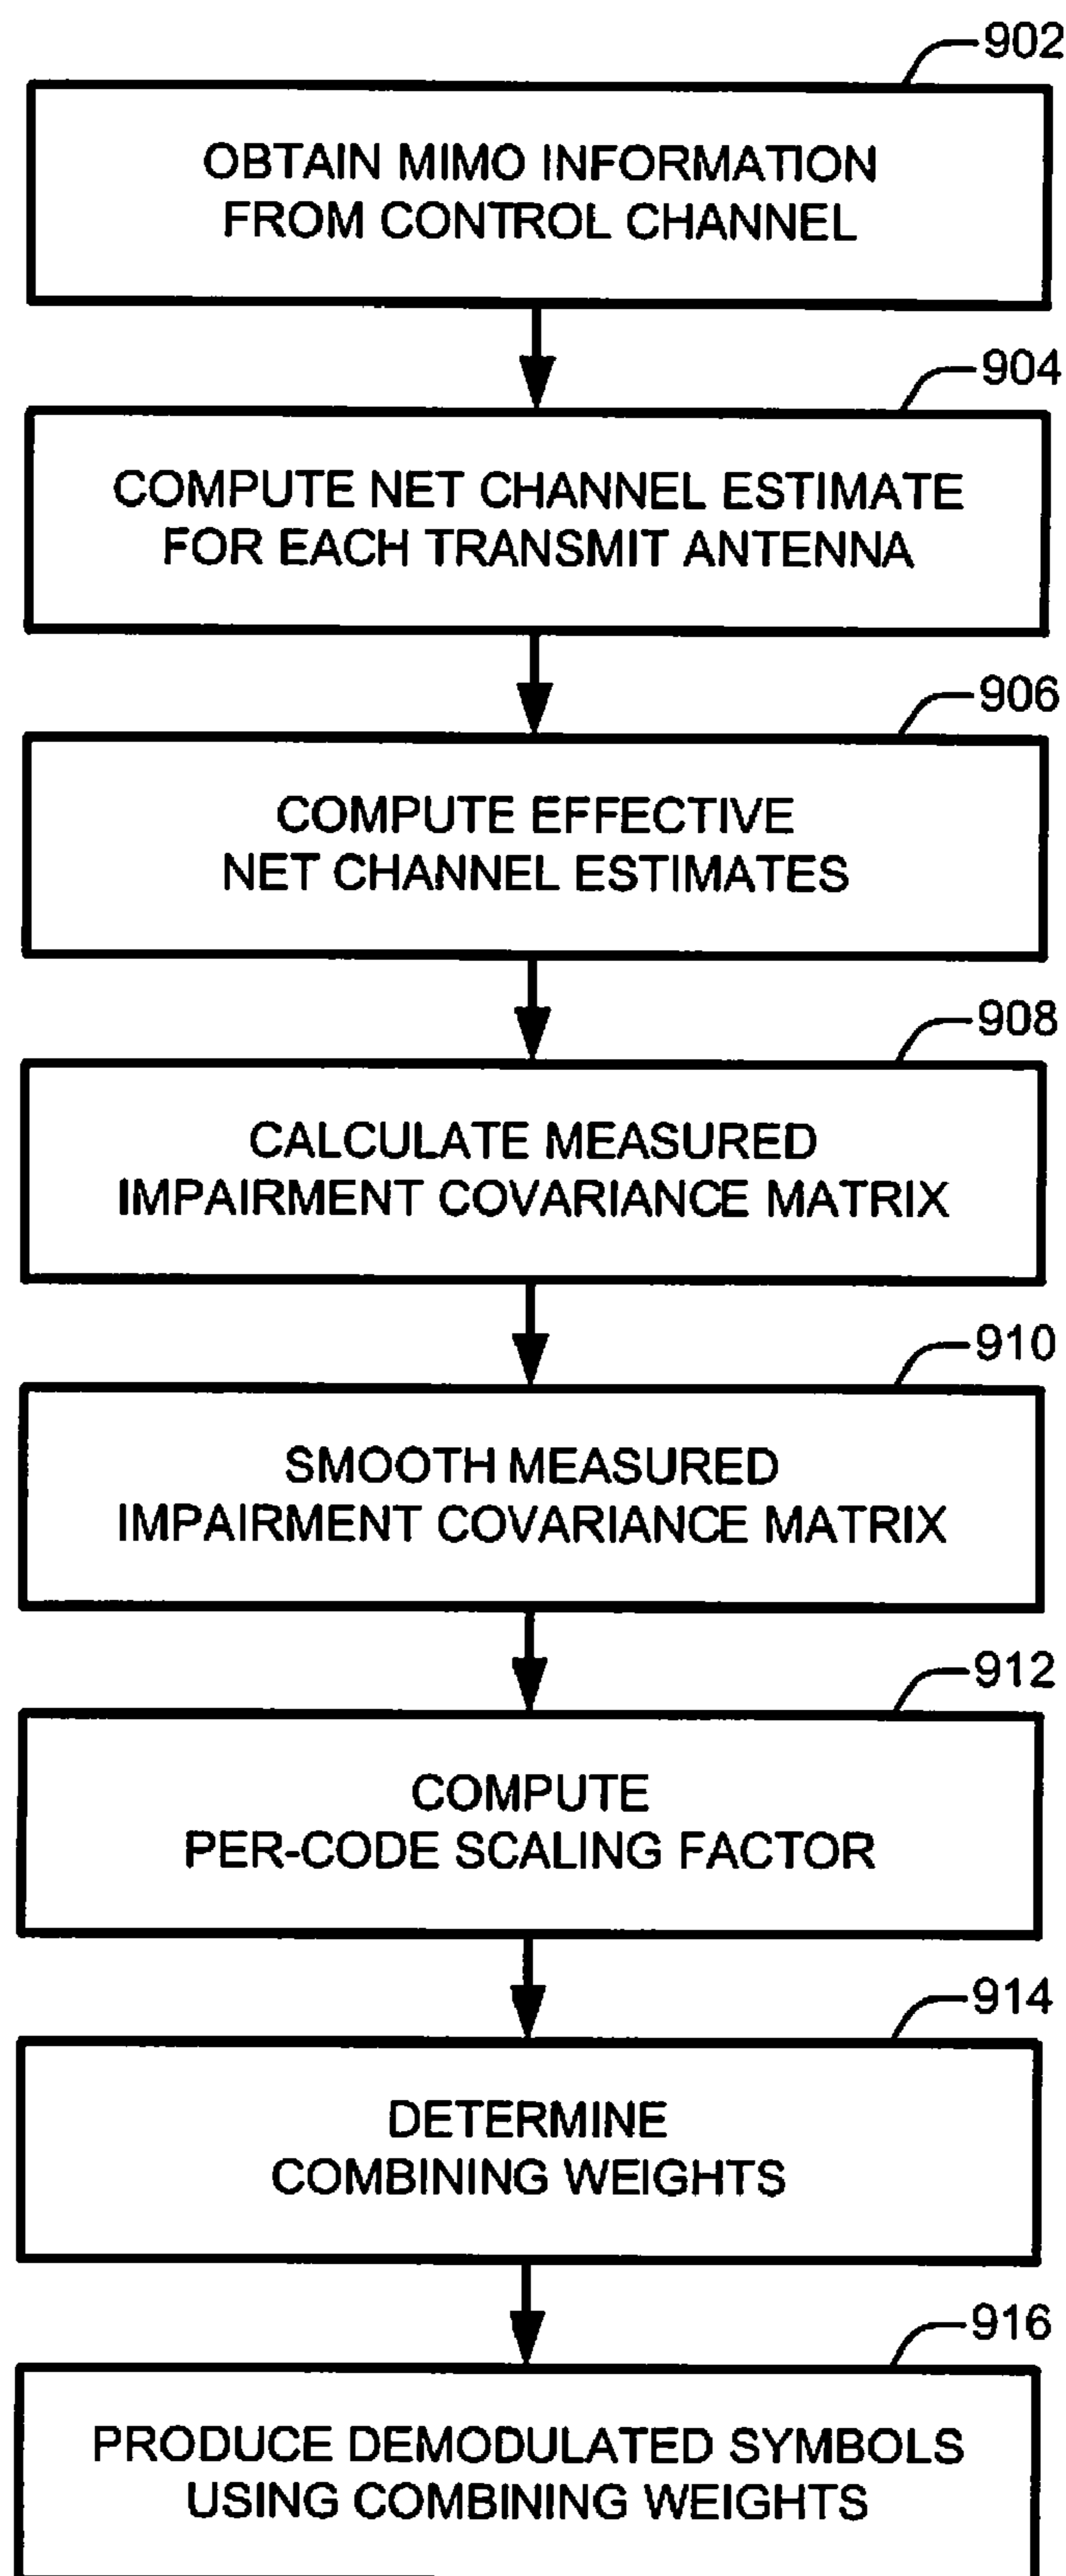 902
OBTAIN MIMO INFORMATION
FROM CONTROL CHANNEL
904
COMPUTE NET CHANNEL ESTIMATE
FOR EACH TRANSMIT ANTENNA
906
COMPUTE EFFECTIVE
NET CHANNEL ESTIMATES
908
CALCULATE MEASURED
IMPAIRMENT COVARIANCE MATRIX
910
SMOOTH MEASURED
IMPAIRMENT COVARIANCE MATRIX
912
COMPUTE
PER-CODE SCALING FACTOR
914
DETERMINE
COMBINING WEIGHTS
916
PRODUCE DEMODULATED SYMBOLS
USING COMBINING WEIGHTS